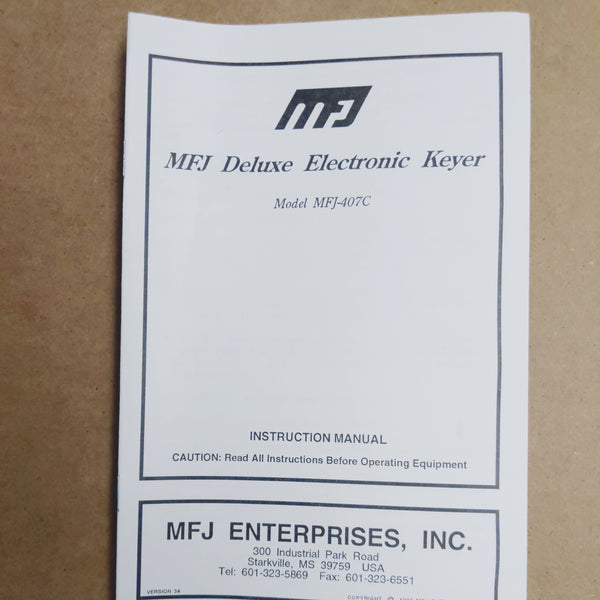 MFJ
MFJ Deluxe Electronic Keyer
Model MFJ-407C
INSTRUCTION MANUAL
CAUTION: Read All Instructions Before Operating Equipment
MFJ ENTERPRISES, INC.
300 Industrial Park Road
Starkville, MS 39759 USA
Tel: 601-323-5869 Fax: 601-323-6551
VERSION 3A
COPYRIGHT ©